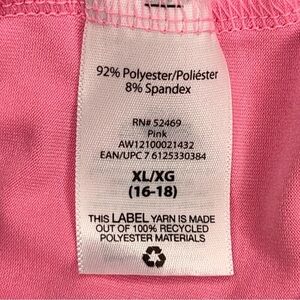 92% Polyester/Poliéster
8% Spandex
RN# 52469
Pink
AW12100021432
EAN/UPC 7 6125330384
XL/XG
(16-18)
THIS LABEL YARN IS MADE
OUT OF 100% RECYCLED
POLYESTER MATERIALS